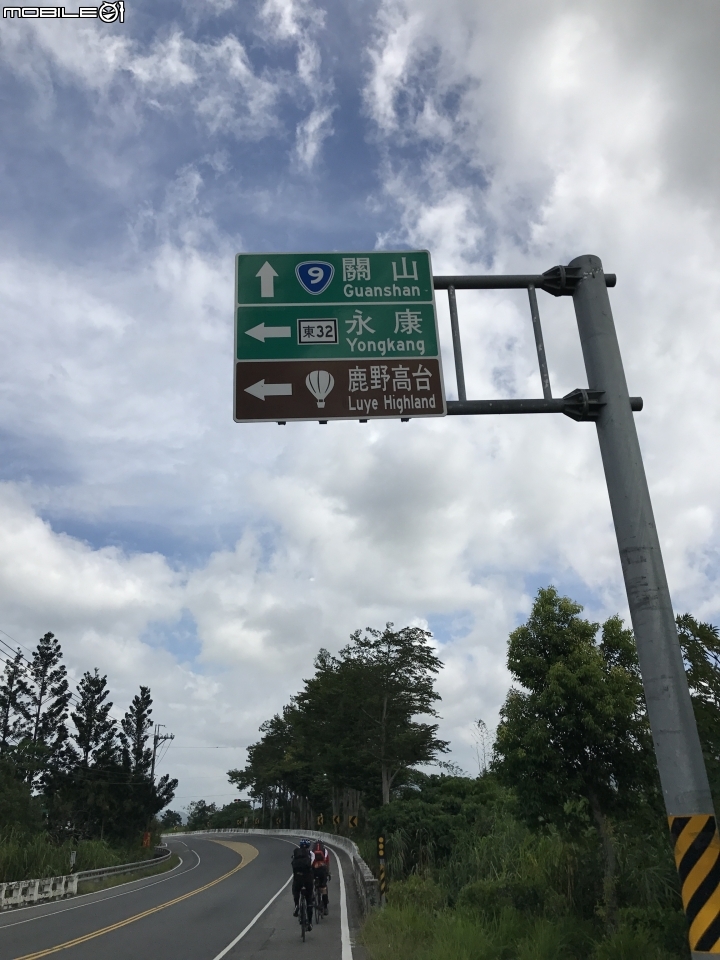 MOBILE01
9 關山
Guanshan
東32 永康
Yongkang
鹿野高台
Luye Highland